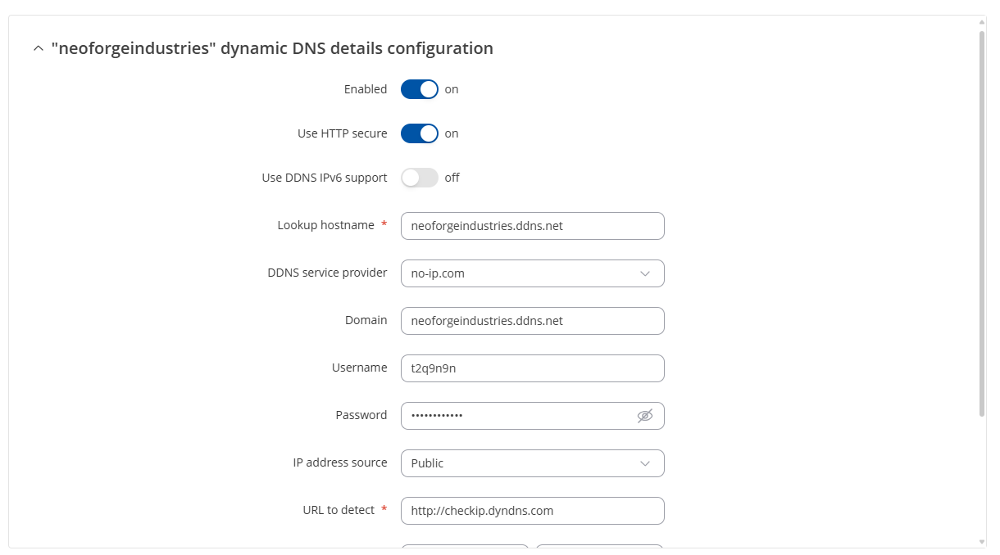 "neoforgeindustries" dynamic DNS details configuration
Enabled on
Use HTTP secure on
Use DDNS IPv6 support off
Lookup hostname * neoforgeindustries.ddns.net
DDNS service provider no-ip.com
Domain neoforgeindustries.ddns.net
Username t2q9n9n
Password ••••••••••••
IP address source Public
URL to detect * http://checkip.dyndns.com